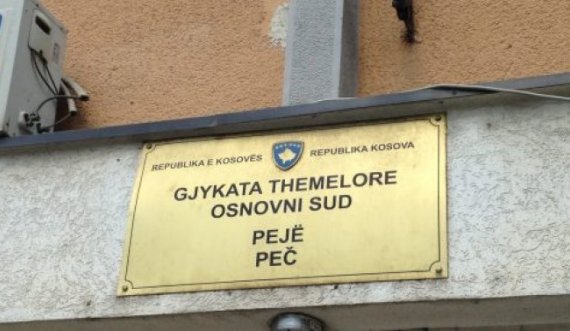 REPUBLIKA E KOSOVËS REPUBLIKA KOSOVA
GJYKATA THEMELORE
OSNOVNI SUD
PEJË
PEČ